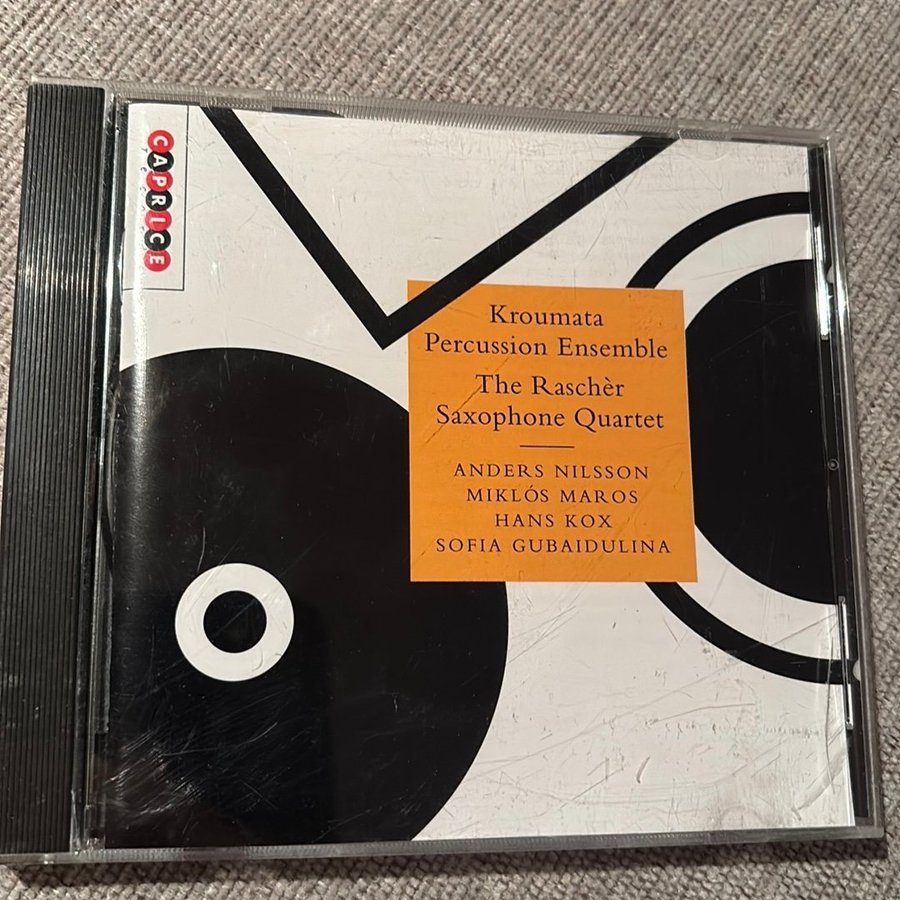 CAPRICE
Kroumata
Percussion Ensemble
The Raschèr
Saxophone Quartet
ANDERS NILSSON
MIKLÓS MAROS
HANS KOX
SOFIA GUBAIDULINA